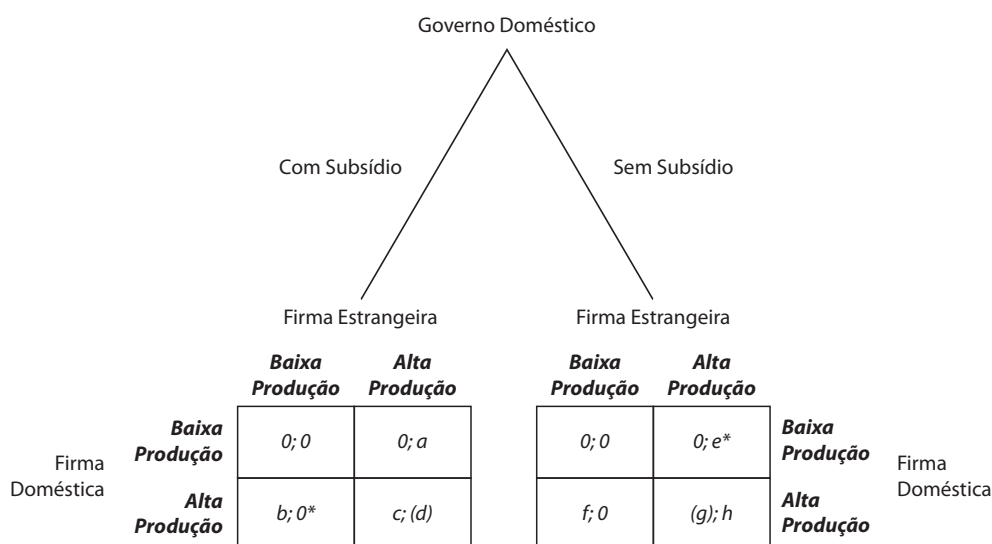 Governo Doméstico
Com Subsídio
Sem Subsídio
Firma Estrangeira
Firma Estrangeira
Baixa
Produção
Alta
Produção
Baixa
Produção
Alta
Produção
Firma
Doméstica
Baixa
Produção
0; 0
0; a
0; 0
0; e*
Baixa
Produção
Firma
Doméstica
Alta
Produção
b; 0*
c; (d)
f; 0
(g); h
Alta
Produção